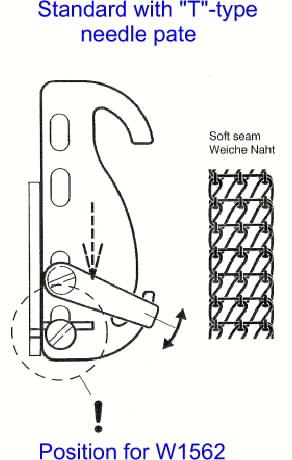 Standard with "T"-type
needle pate
Soft seam
Weiche Naht
!
Position for W1562